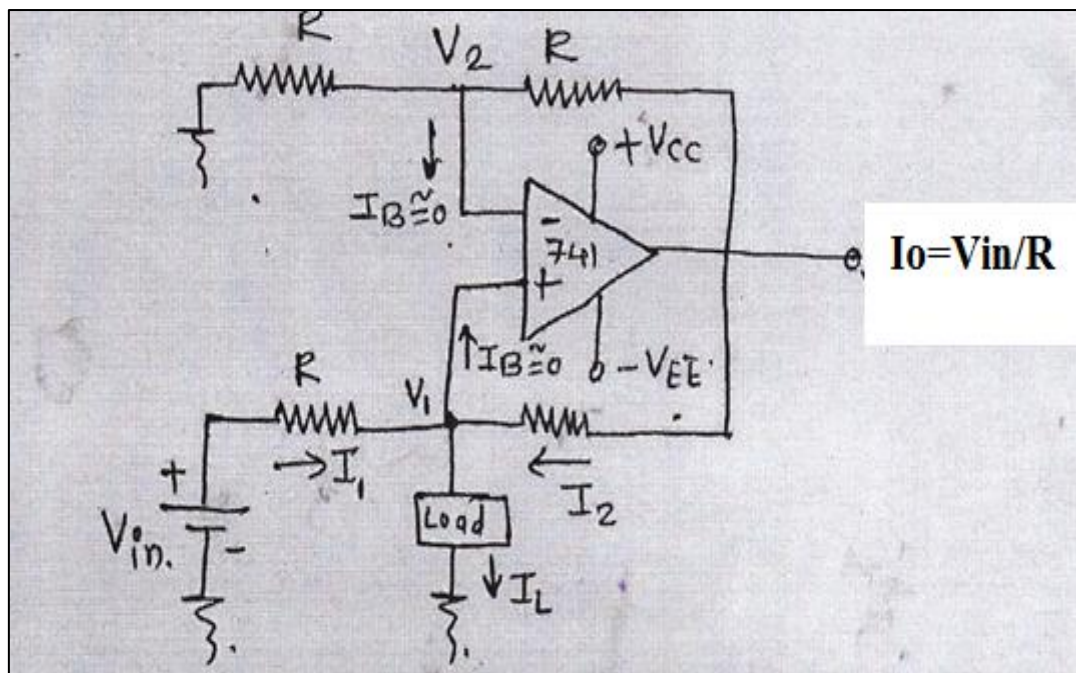 R
V2
R
+VCC
IB≅0
-
741
+
Io=Vin/R
IB≅0
-VEE
R
V1
I1
I2
+
Vin.
-
Load
IL